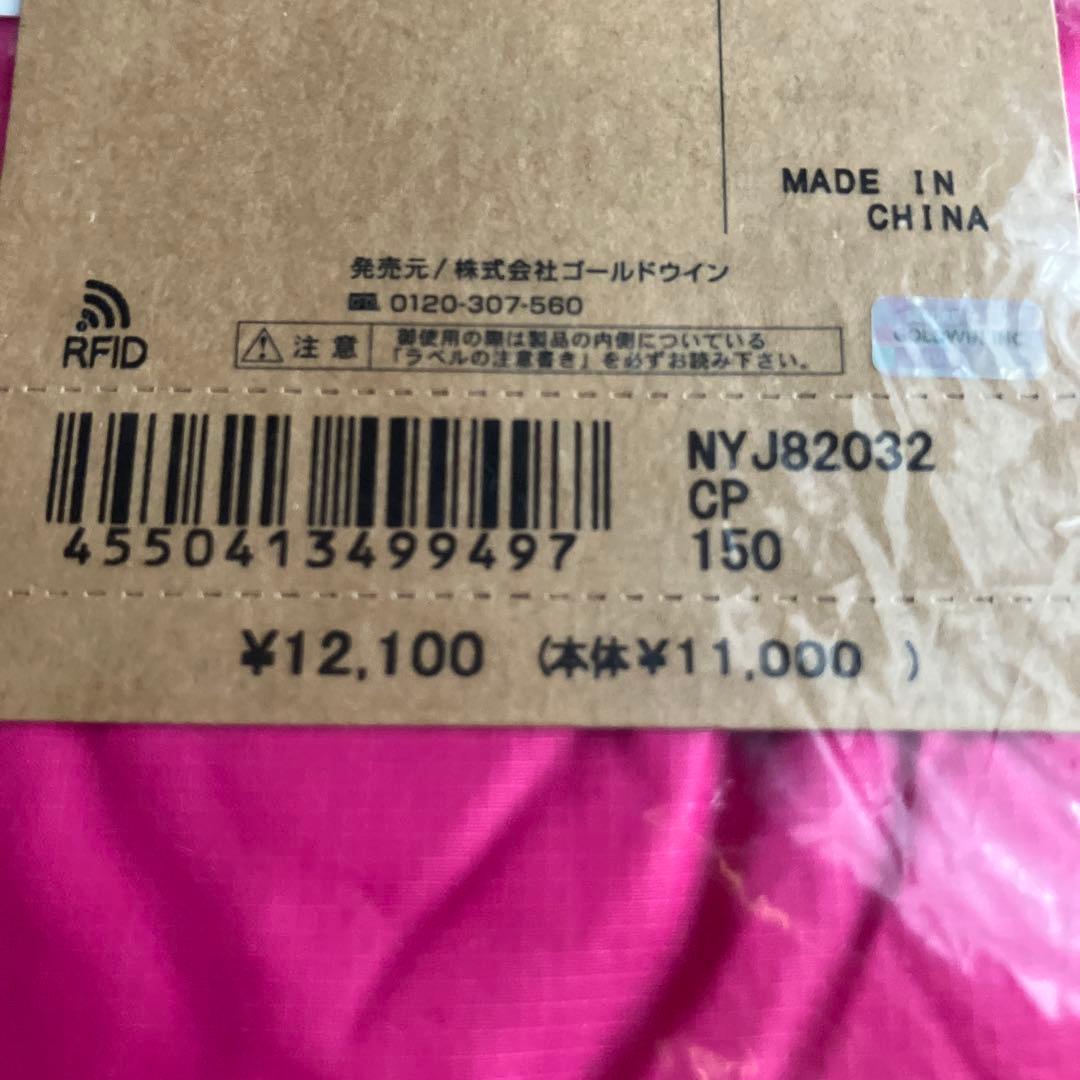 MADE IN
CHINA
発売元/株式会社ゴールドウイン
0120-307-560
RFID
注意
御使用の際は製品の内側についている
「ラベルの注意書き」を必ずお読み下さい。
GOLDWIN INC
4550413499497
NYJ82032
CP
150
¥12,100 (本体¥11,000 )